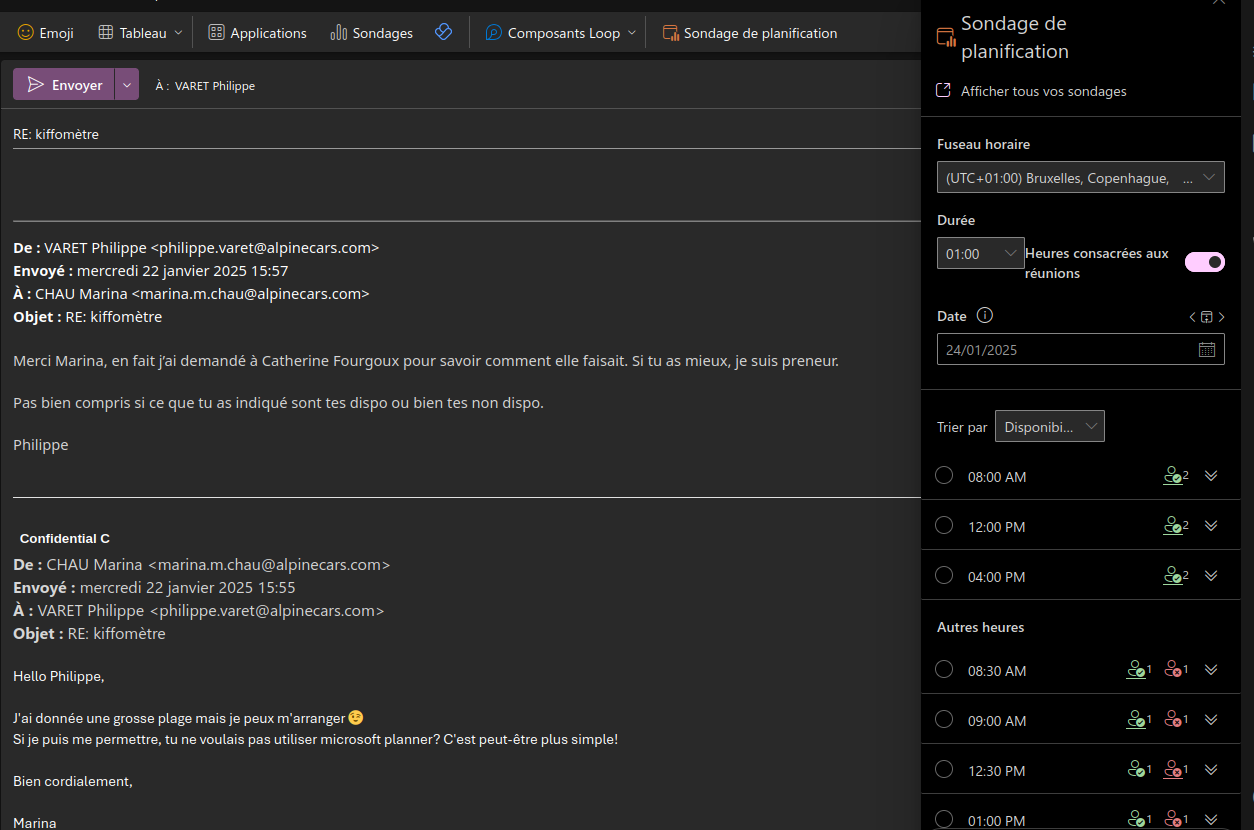 Emoji
Tableau
Applications
Sondages
Composants Loop
Sondage de planification
Envoyer
À : VARET Philippe
RE: kiffomètre
De : VARET Philippe <philippe.varet@alpinecars.com>
Envoyé : mercredi 22 janvier 2025 15:57
À : CHAU Marina <marina.m.chau@alpinecars.com>
Objet : RE: kiffomètre
Merci Marina, en fait j’ai demandé à Catherine Fourgoux pour savoir comment elle faisait. Si tu as mieux, je suis preneur.
Pas bien compris si ce que tu as indiqué sont tes dispo ou bien tes non dispo.
Philippe
Confidential C
De : CHAU Marina <marina.m.chau@alpinecars.com>
Envoyé : mercredi 22 janvier 2025 15:55
À : VARET Philippe <philippe.varet@alpinecars.com>
Objet : RE: kiffomètre
Hello Philippe,
J'ai donnée une grosse plage mais je peux m'arranger😉
Si je puis me permettre, tu ne voulais pas utiliser microsoft planner? C'est peut-être plus simple!
Bien cordialement,
Marina
Sondage de
planification
Afficher tous vos sondages
Fuseau horaire
(UTC+01:00) Bruxelles, Copenhague, ...
Durée
01:00
Heures consacrées aux
réunions
Date
24/01/2025
Trier par
Disponibi...
08:00 AM 2
12:00 PM 2
04:00 PM 2
Autres heures
08:30 AM 1 1
09:00 AM 1 1
12:30 PM 1 1
01:00 PM 1 1